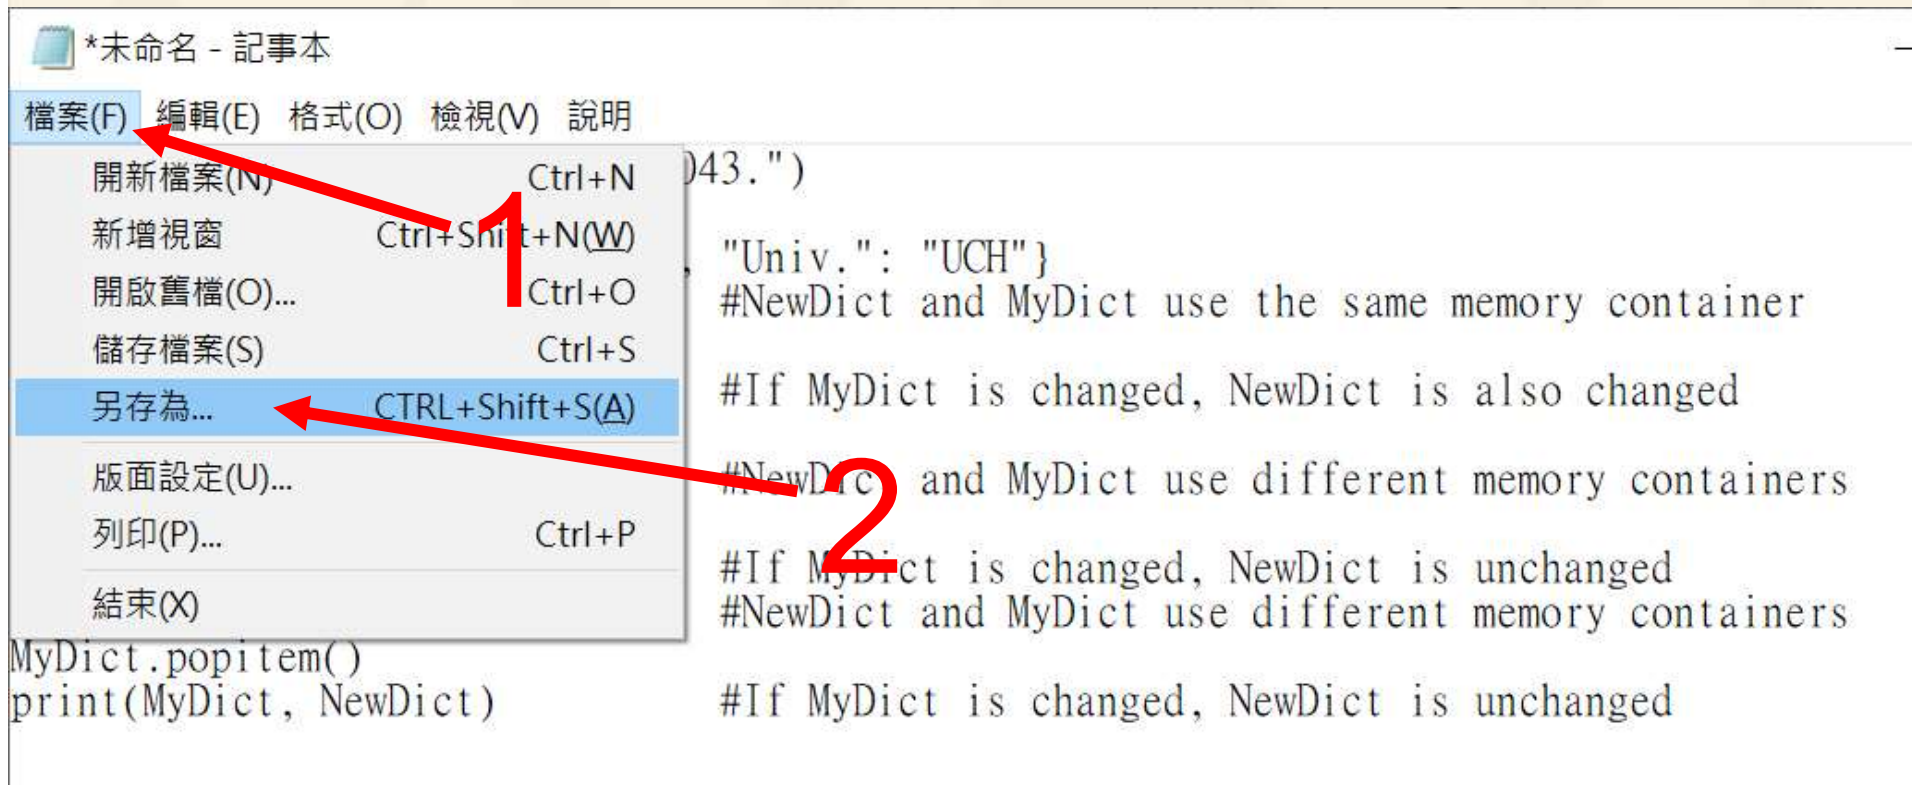 *未命名 - 記事本
檔案(F) 編輯(E) 格式(O) 檢視(V) 說明
開新檔案(N) Ctrl+N
043.")
新增視窗 Ctrl+Shift+N(W)
, "Univ.": "UCH"}
開啟舊檔(O)... Ctrl+O
#NewDict and MyDict use the same memory container
儲存檔案(S) Ctrl+S
另存為... CTRL+Shift+S(A)
#If MyDict is changed, NewDict is also changed
版面設定(U)...
#NewDict and MyDict use different memory containers
列印(P)... Ctrl+P
#If MyDict is changed, NewDict is unchanged
結束(X)
#NewDict and MyDict use different memory containers
MyDict.popitem()
print(MyDict, NewDict) #If MyDict is changed, NewDict is unchanged
1
2